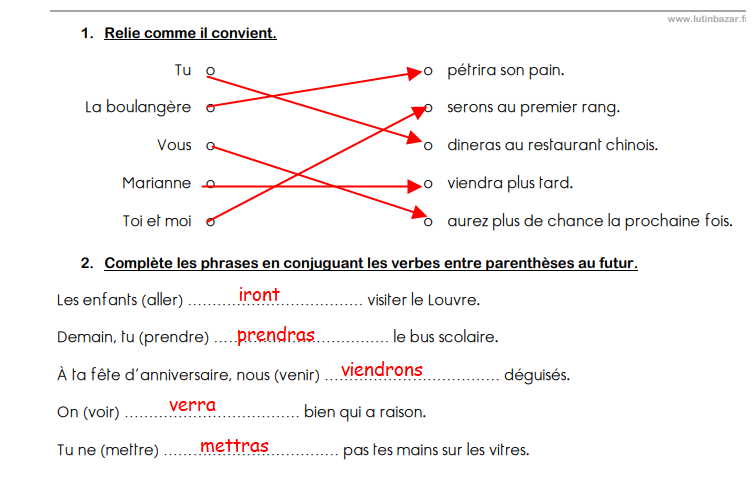 www.lutinbazar.f
1. Relie comme il convient.
Tu o o pétrira son pain.
La boulangère o o serons au premier rang.
Vous o o dineras au restaurant chinois.
Marianne o o viendra plus tard.
Toi et moi o o aurez plus de chance la prochaine fois.
2. Complète les phrases en conjuguant les verbes entre parenthèses au futur.
Les enfants (aller) ......... iront ......... visiter le Louvre.
Demain, tu (prendre) ..... prendras ......... le bus scolaire.
À ta fête d'anniversaire, nous (venir) ... viendrons ......... déguisés.
On (voir) ......... verra ......... bien qui a raison.
Tu ne (mettre) ....... mettras ......... pas tes mains sur les vitres.